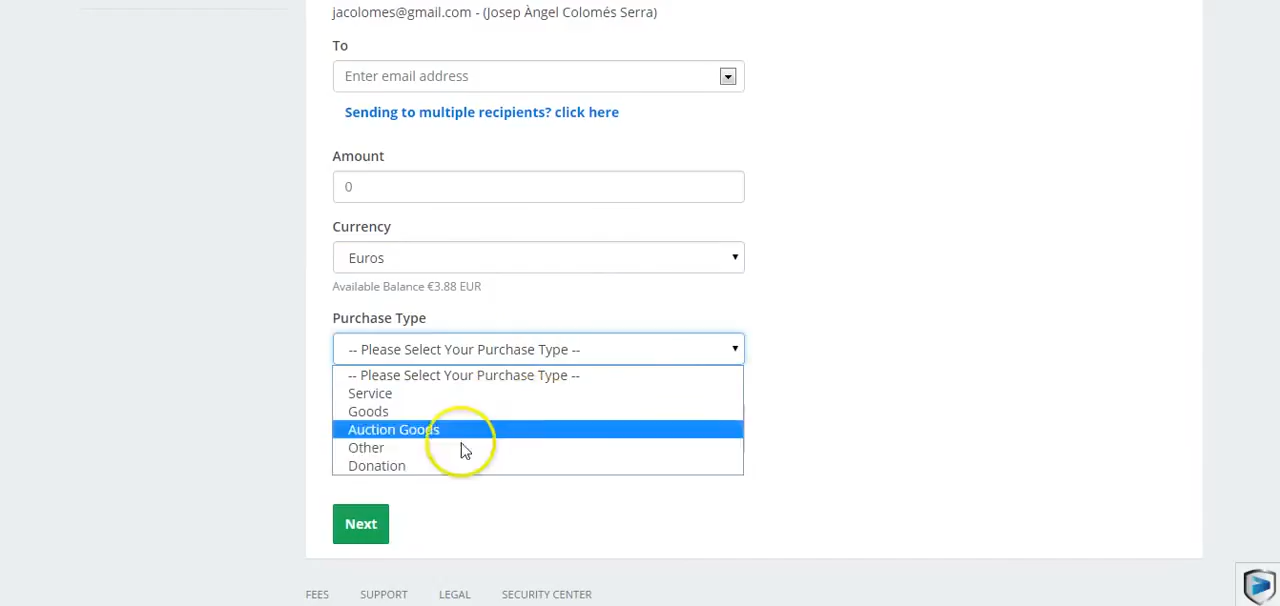 jacolomes@gmail.com - (Josep Àngel Colomés Serra)
To
Enter email address
Sending to multiple recipients? click here
Amount
0
Currency
Euros
Available Balance €3.88 EUR
Purchase Type
-- Please Select Your Purchase Type --
-- Please Select Your Purchase Type --
Service
Goods
Auction Goods
Other
Donation
Next
FEES SUPPORT LEGAL SECURITY CENTER